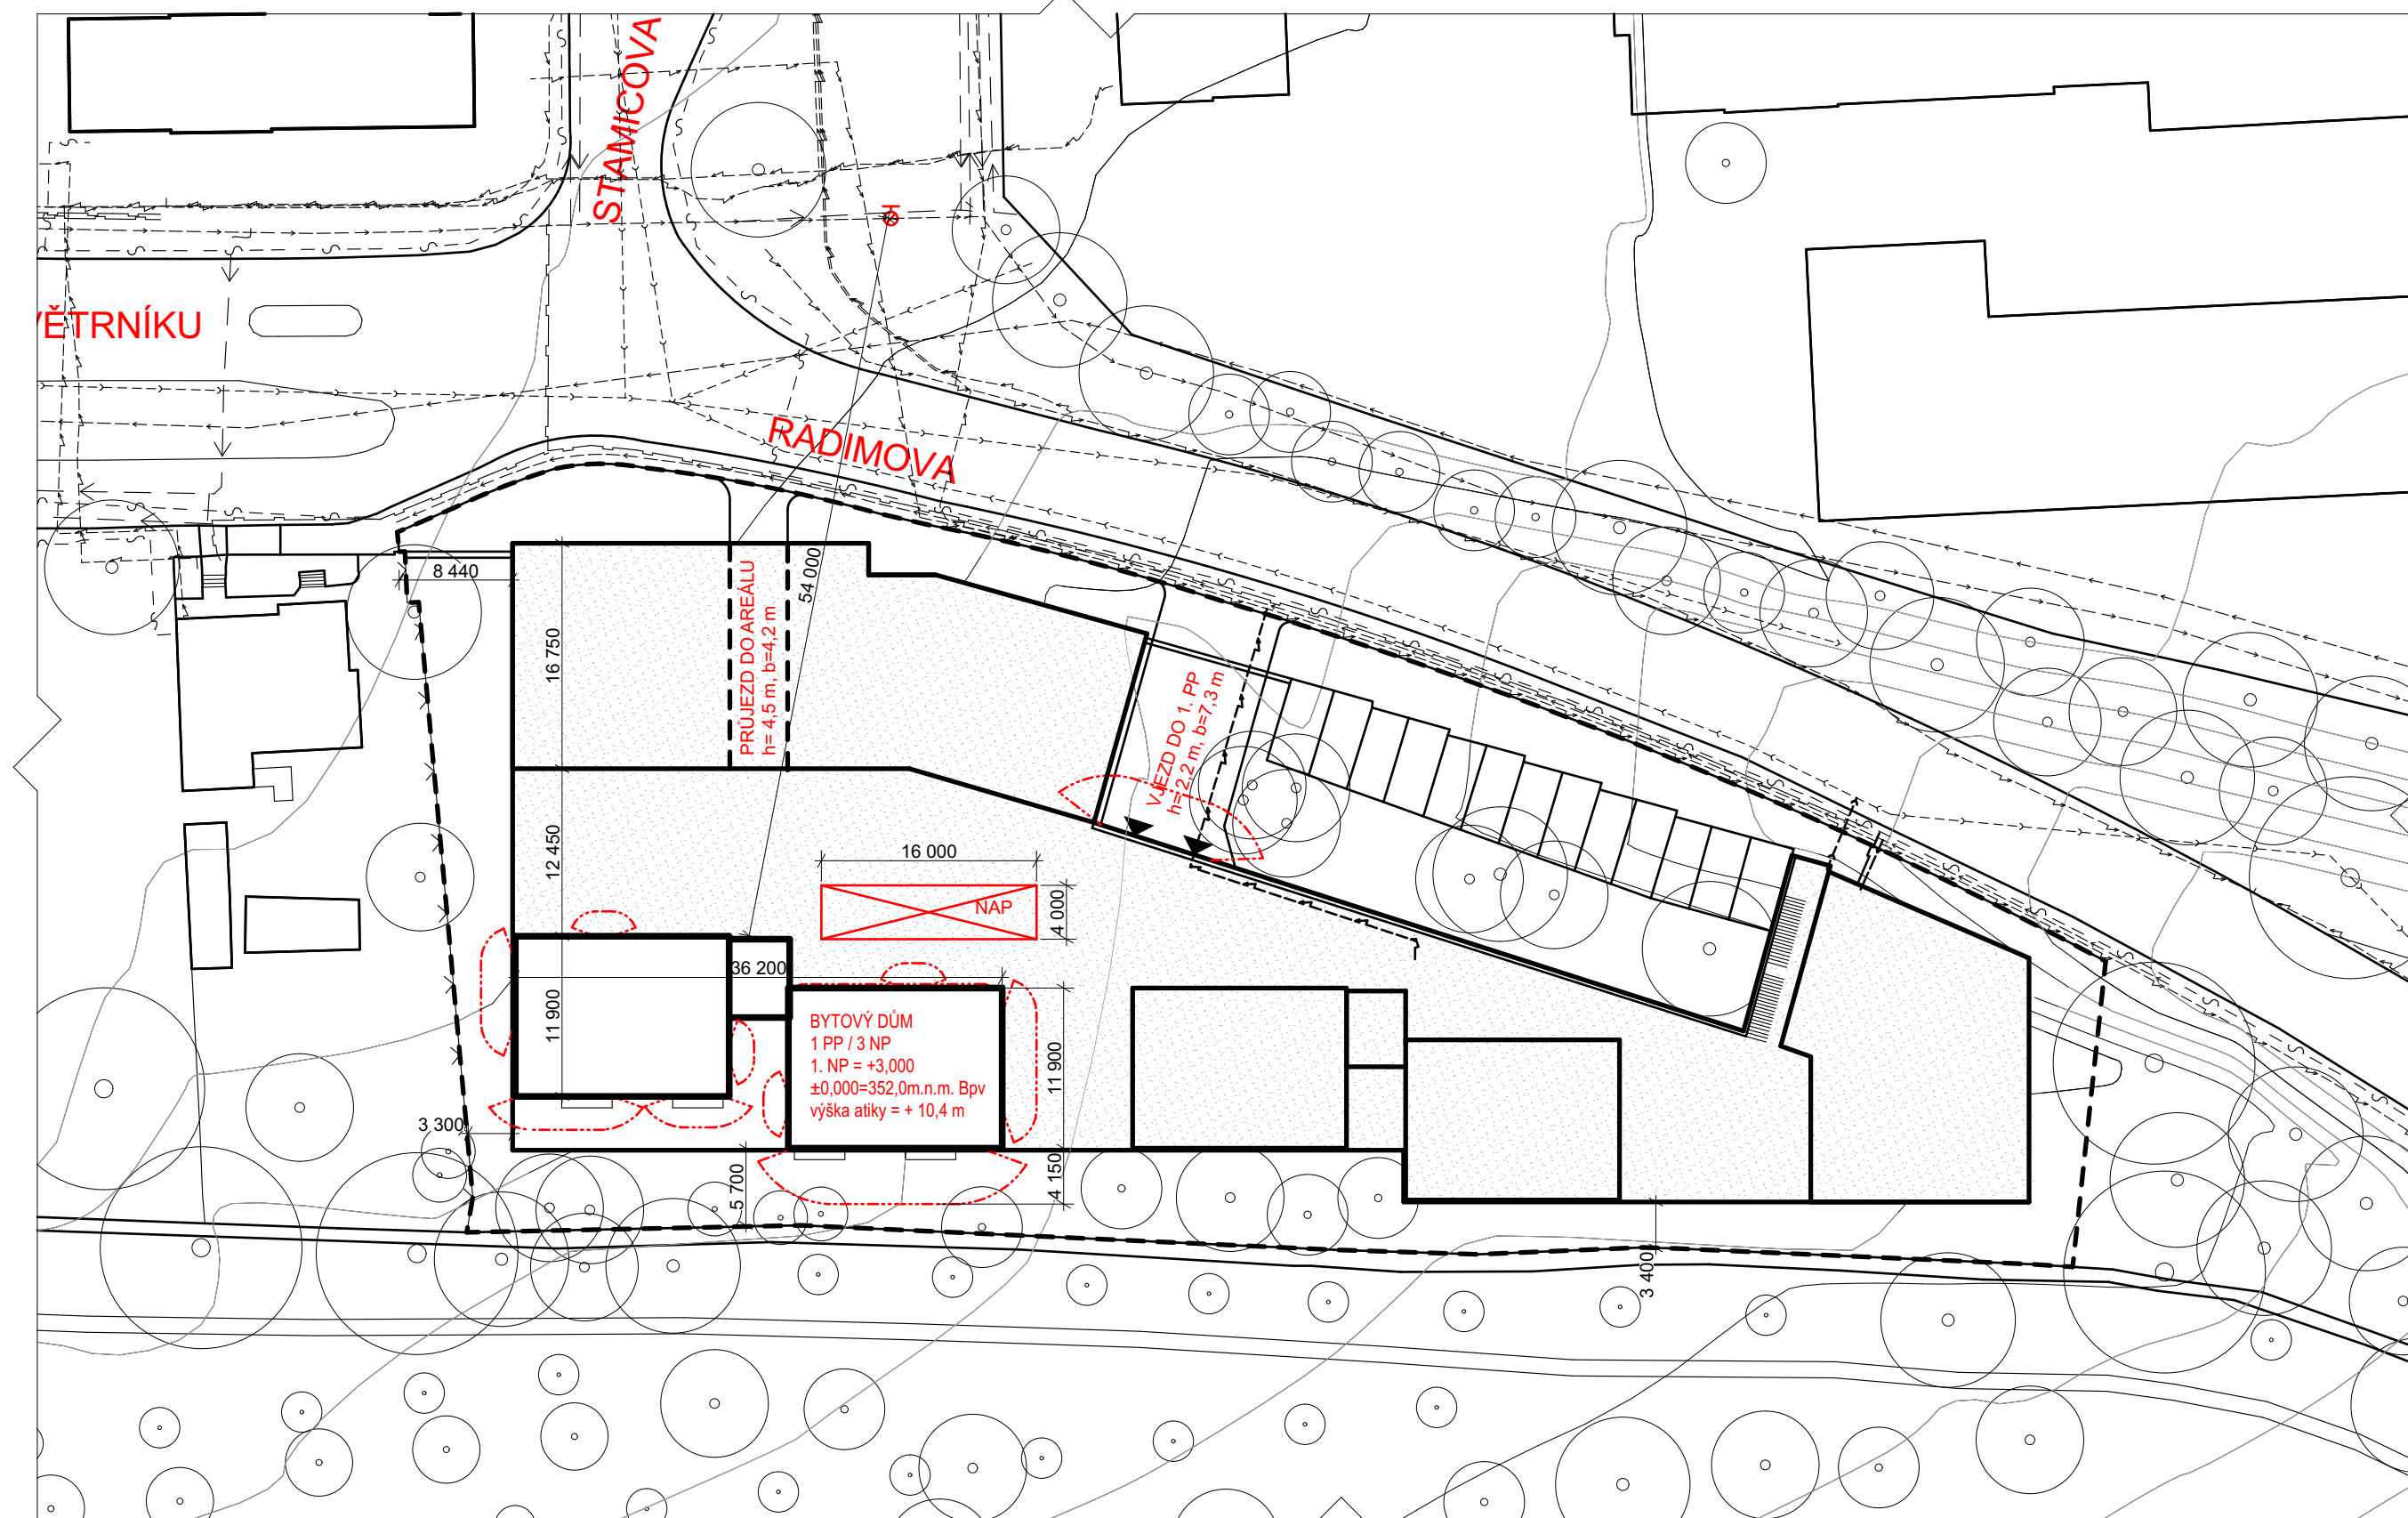 STAMICOVA
H
VĚTRNÍKU
RADIMOVA
8 440
54 000
PRŮJEZD DO AREÁLU
h= 4,5 m, b=4,2 m
16 750
VJEZD DO 1. PP
h= 2,2 m, b=7,3 m
12 450
16 000
NAP
4 000
36 200
11 900
BYTOVÝ DŮM
1 PP / 3 NP
1. NP = +3,000
±0,000=352,0m.n.m. Bpv
výška atiky = + 10,4 m
11 900
3 300
5 700
4 150
3 400